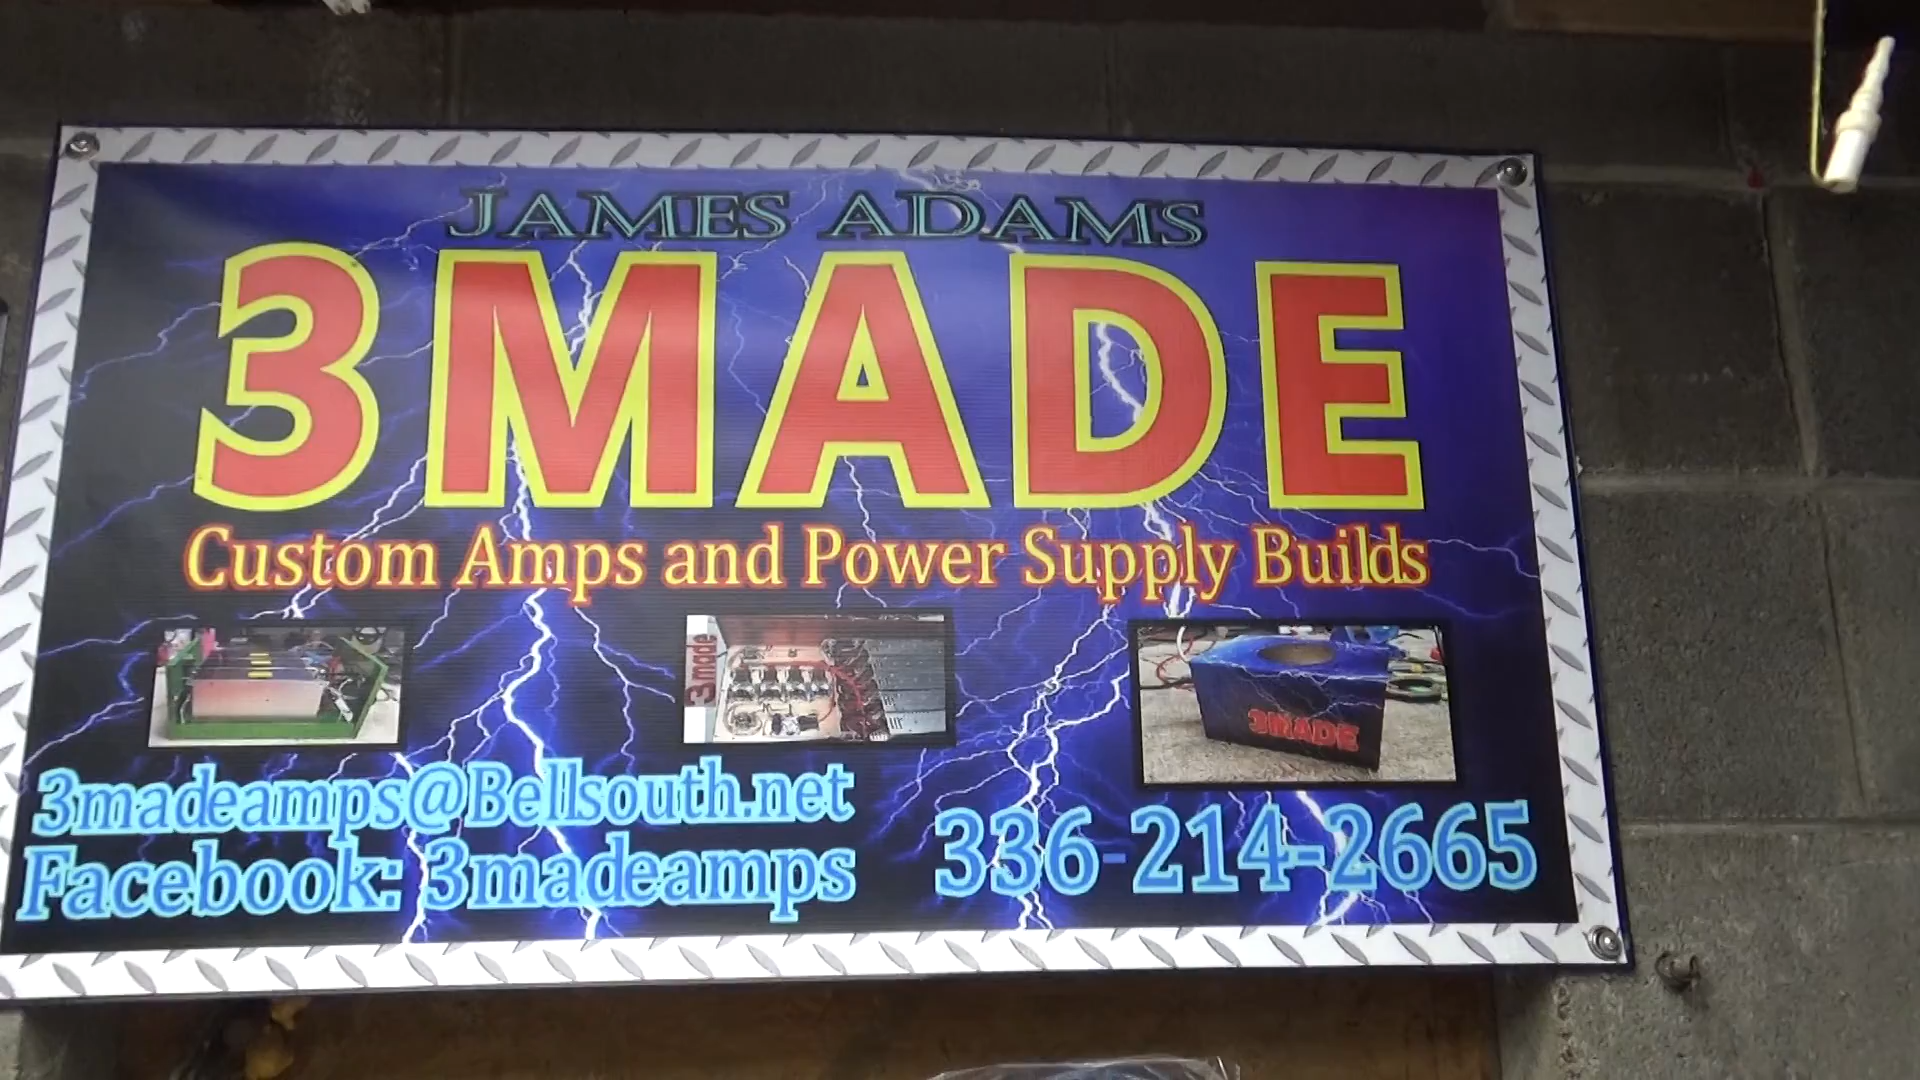 JAMES ADAMS
3MADE
Custom Amps and Power Supply Builds
3made
3MADE
3madeamps@Bellsouth.net
Facebook: 3madeamps
336-214-2665